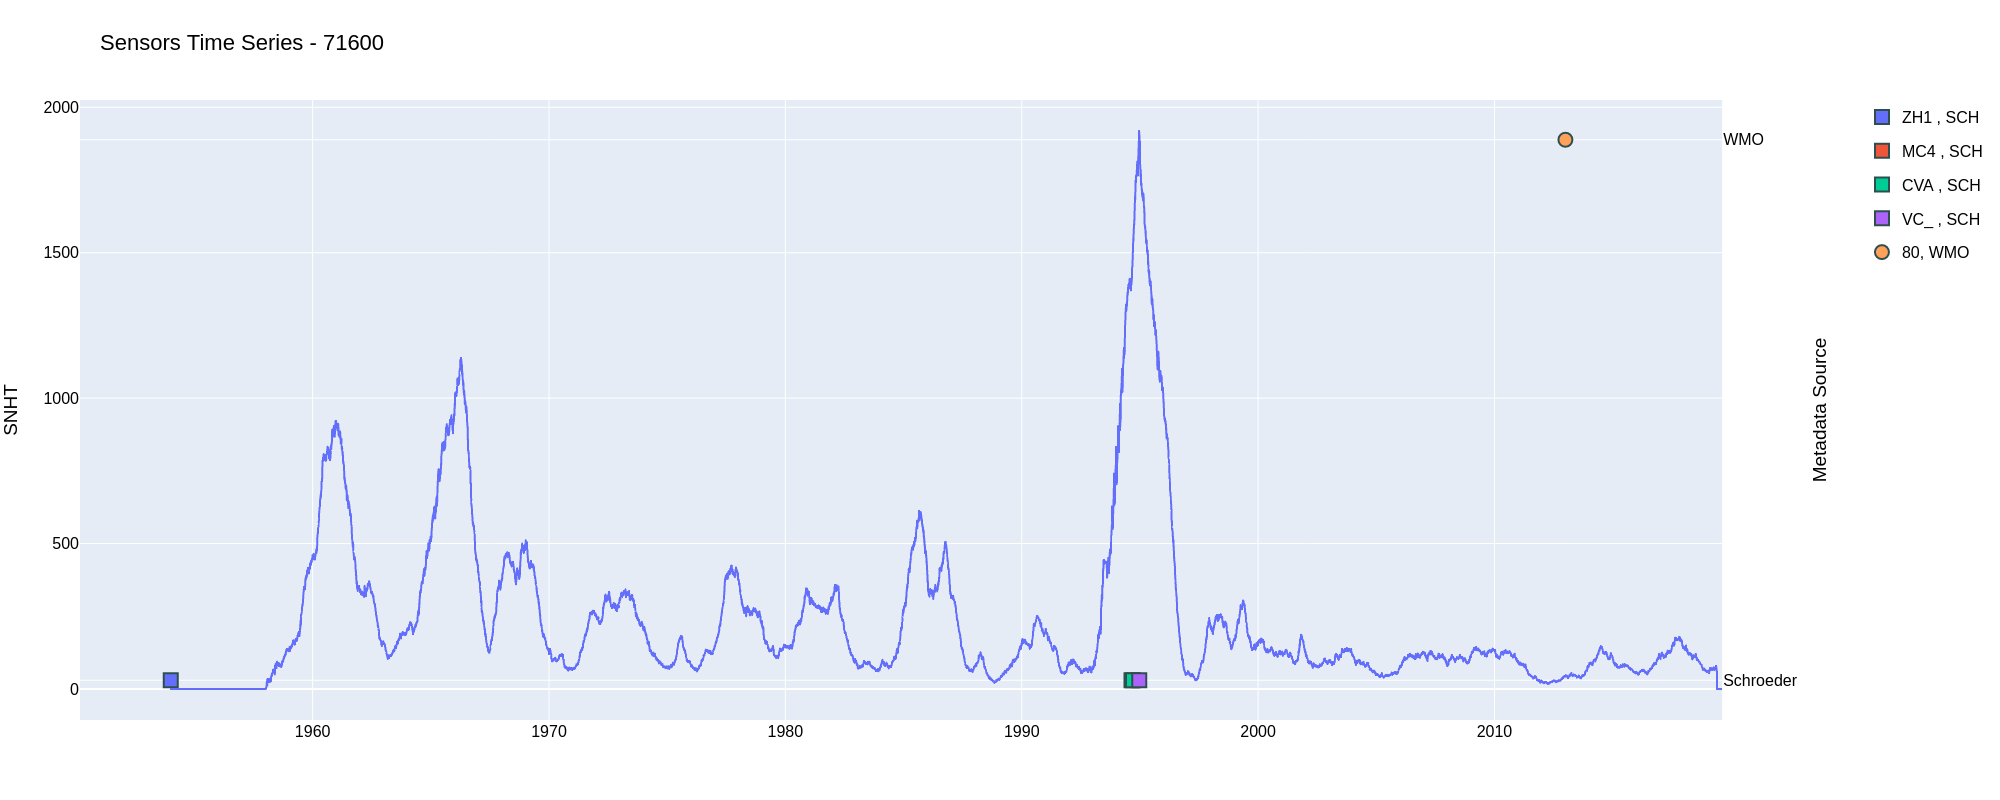 Sensors Time Series - 71600
2000
1500
1000
500
0
SNHT
1960
1970
1980
1990
2000
2010
WMO
Schroeder
Metadata Source
ZH1 , SCH
MC4 , SCH
CVA , SCH
VC_ , SCH
80, WMO